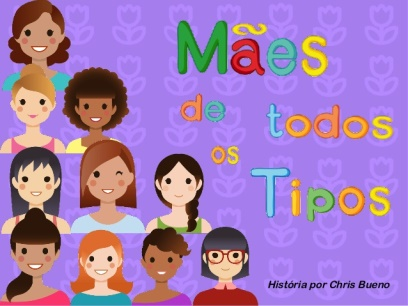 Mães
de todos
os
Tipos
História por Chris Bueno